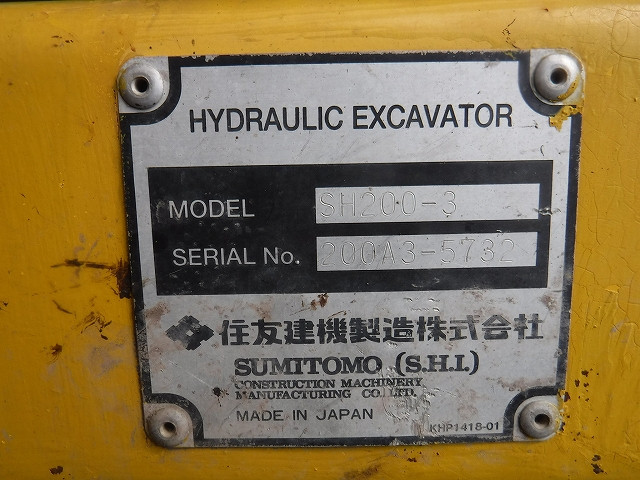 HYDRAULIC EXCAVATOR
MODEL SH200-3
SERIAL No. 200A3-5732
住友建機製造株式会社
SUMITOMO (S.H.I.)
CONSTRUCTION MACHINERY
MANUFACTURING CO., LTD.
MADE IN JAPAN
KHP1418-01